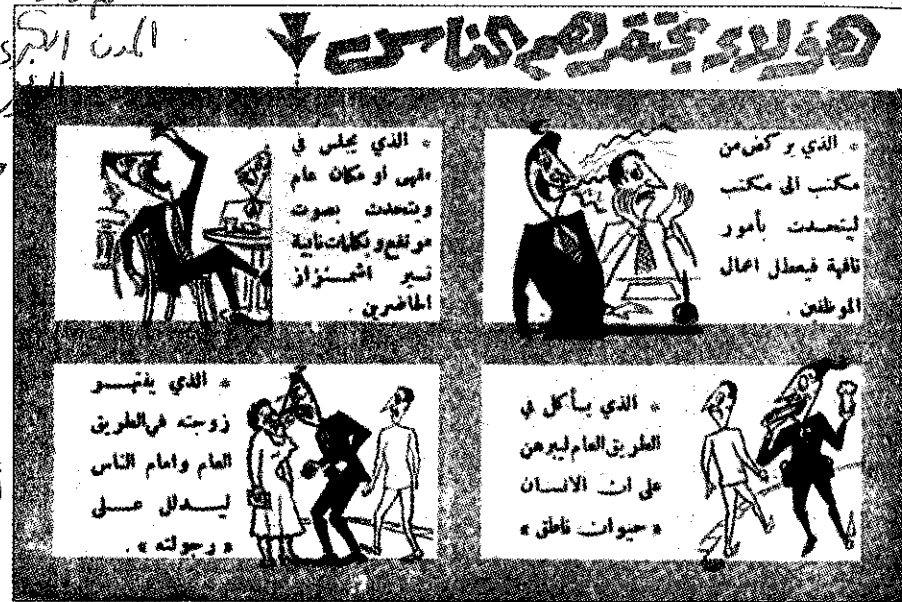 المدن الكبرى
هؤلاء يحتقرهم الناس
* الذي يركض من
مكتب الى مكتب
ليتحدث بأمور
تافهة فيعطل اعمال
الموظفين .
* الذي يجلس في
مقهى او مكان عام
ويتحدث بصوت
مرتفع وبكلمات نابية
تثير اشمئزاز
الحاضرين .
* الذي يأكل في
الطريق العام ليبرهن
على ان الانسان
« حيوان ناطق »
* الذي ينتهر
زوجته في الطريق
العام وامام الناس
ليدلل على
« رجولته » .